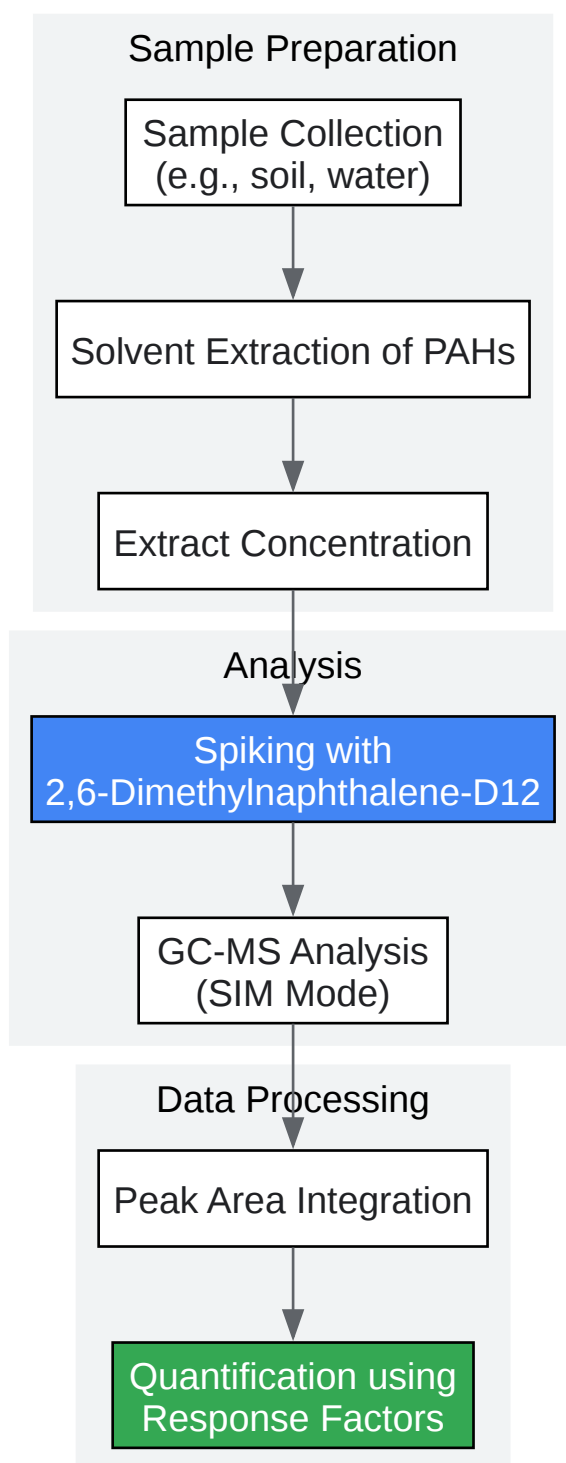 Sample Preparation
Sample Collection
(e.g., soil, water)
Solvent Extraction of PAHs
Extract Concentration
Analysis
Spiking with
2,6-Dimethylnaphthalene-D12
GC-MS Analysis
(SIM Mode)
Data Processing
Peak Area Integration
Quantification using
Response Factors